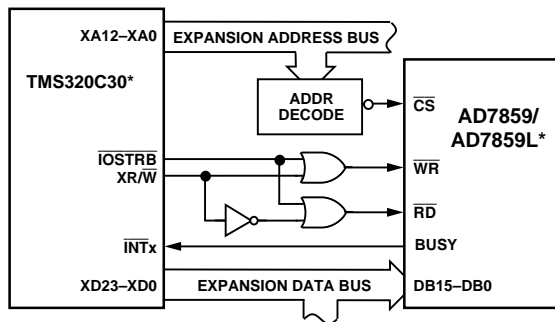 XA12–XA0
EXPANSION ADDRESS BUS
TMS320C30*
ADDR
DECODE
CS
AD7859/
AD7859L*
IOSTRB
XR/W
WR
RD
INTx
BUSY
XD23–XD0
EXPANSION DATA BUS
DB15–DB0